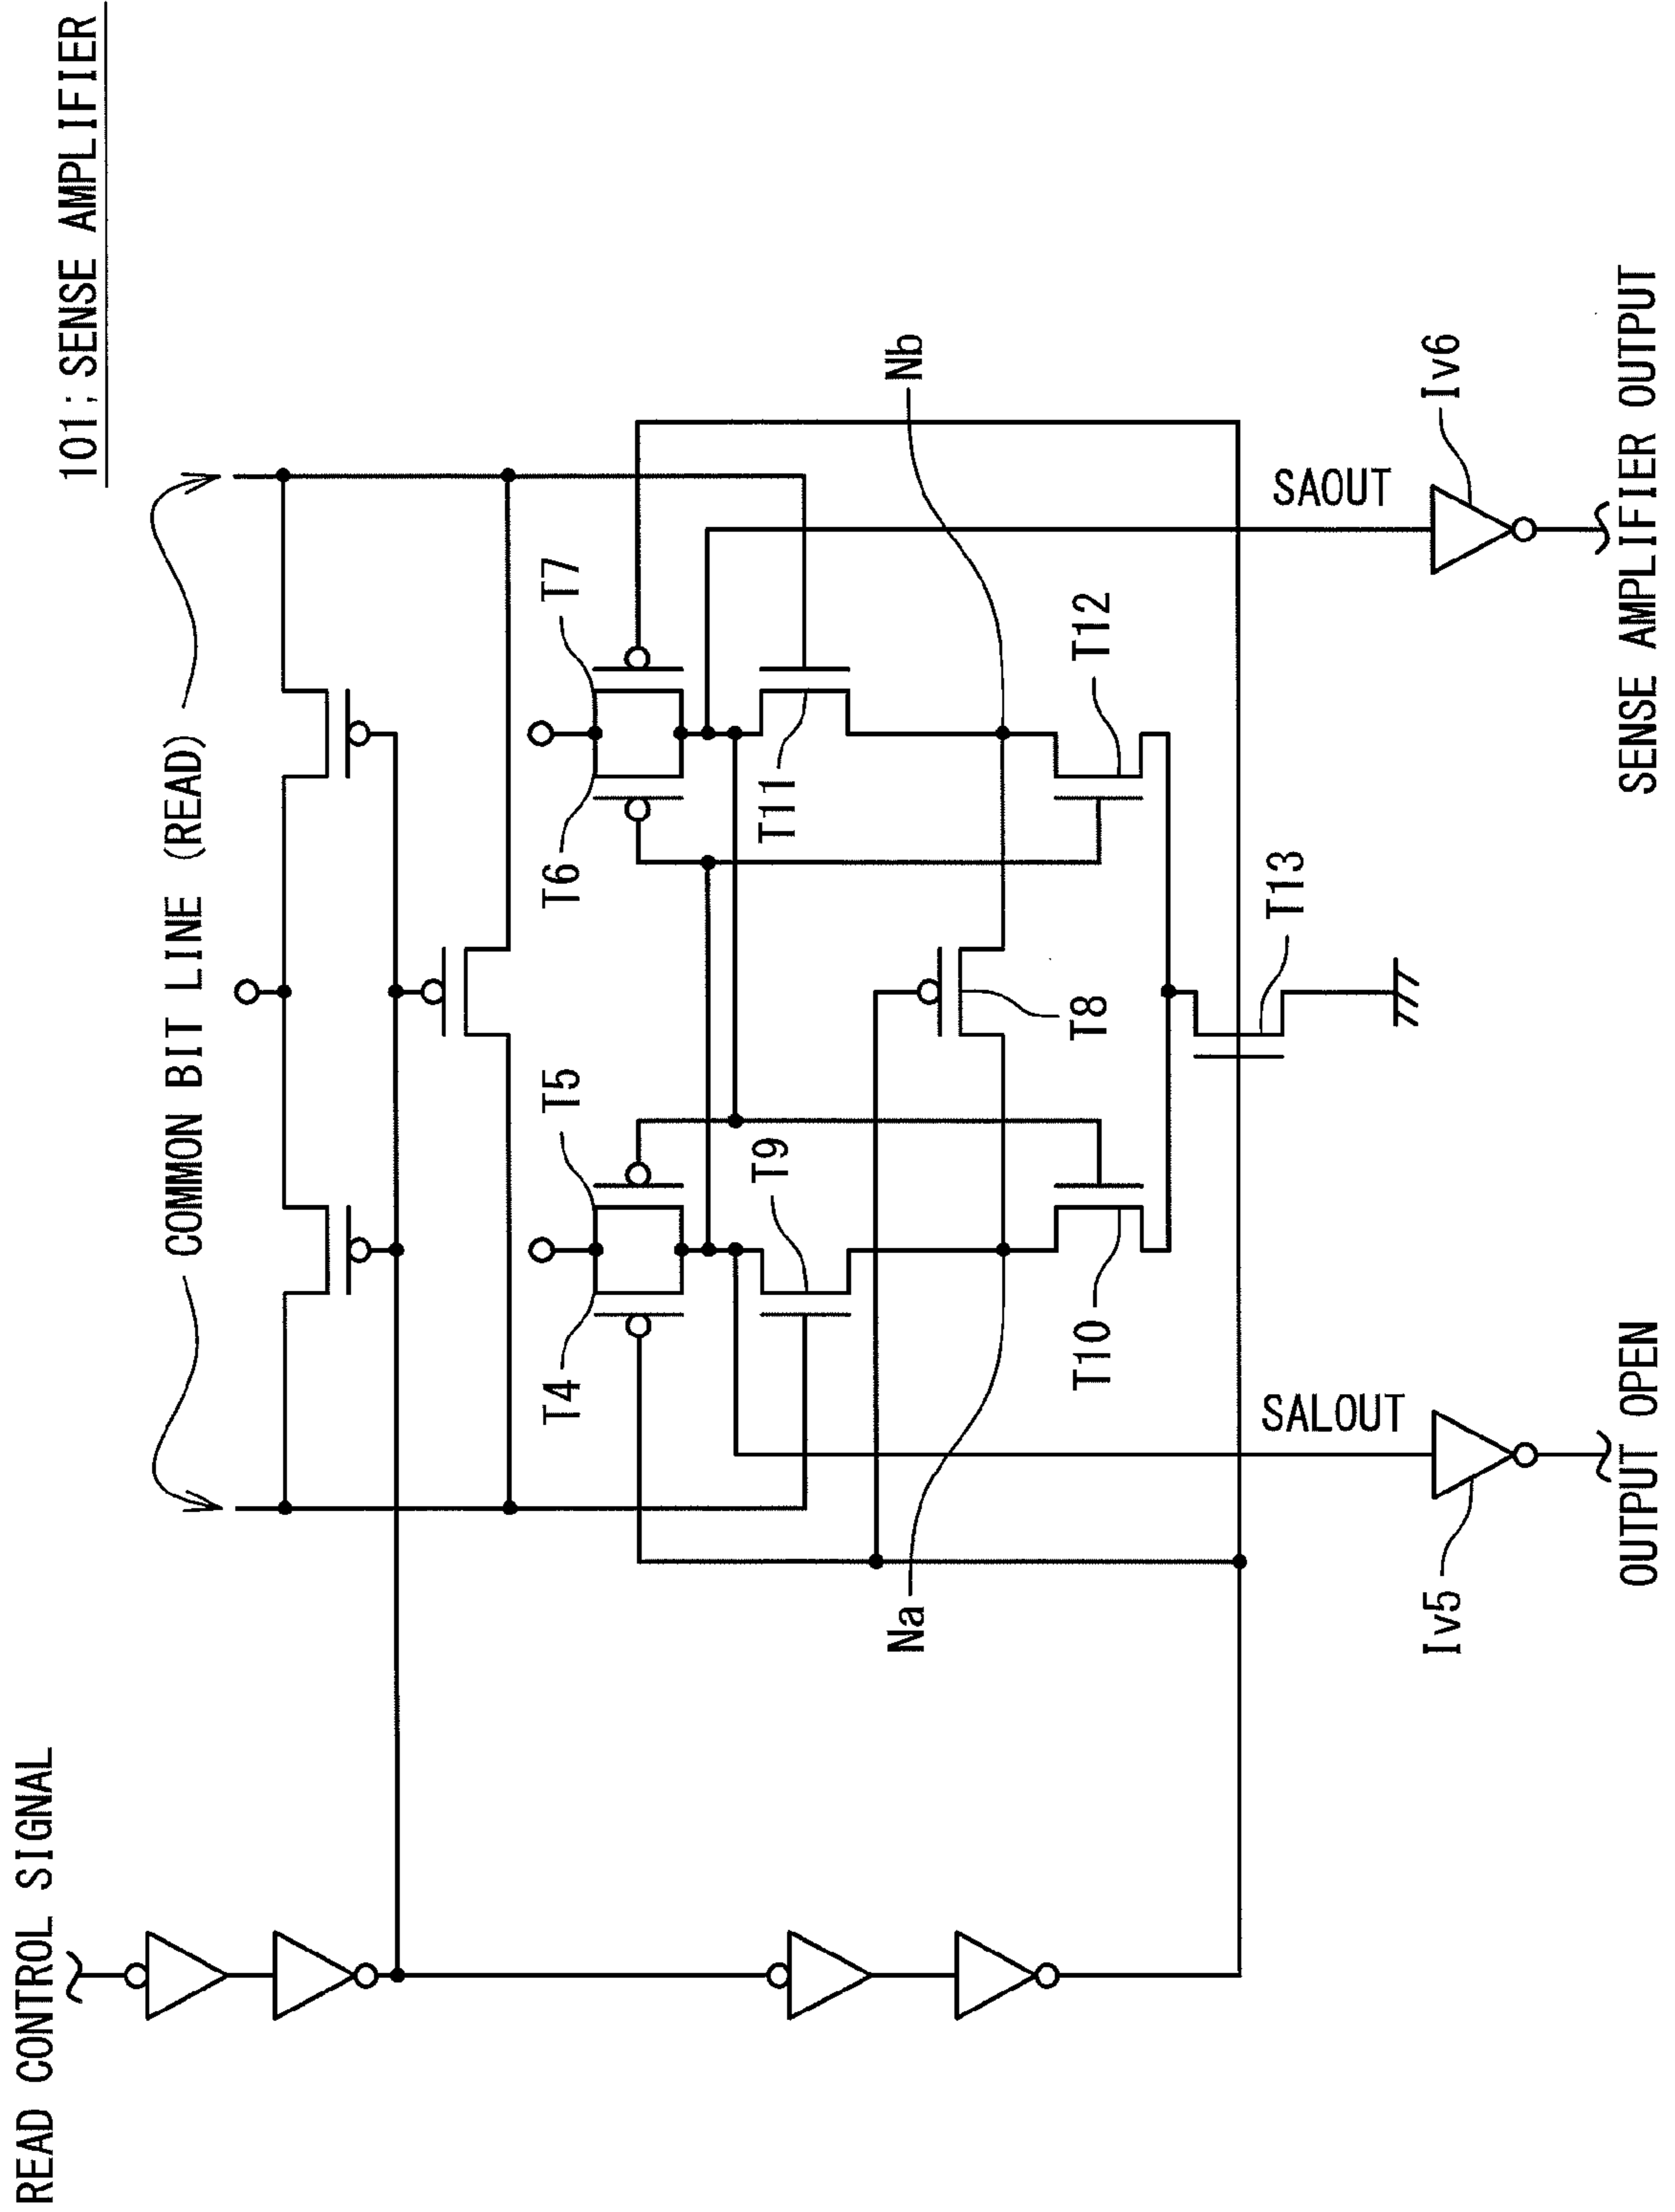 101;SENSE AMPLIFIER
READ CONTROL SIGNAL
COMMON BIT LINE (READ)
T4
T5
T6
T7
T9
T11
Na
Nb
T8
T10
T12
T13
SALOUT
SAOUT
Iv5
Iv6
OUTPUT OPEN
SENSE AMPLIFIER OUTPUT